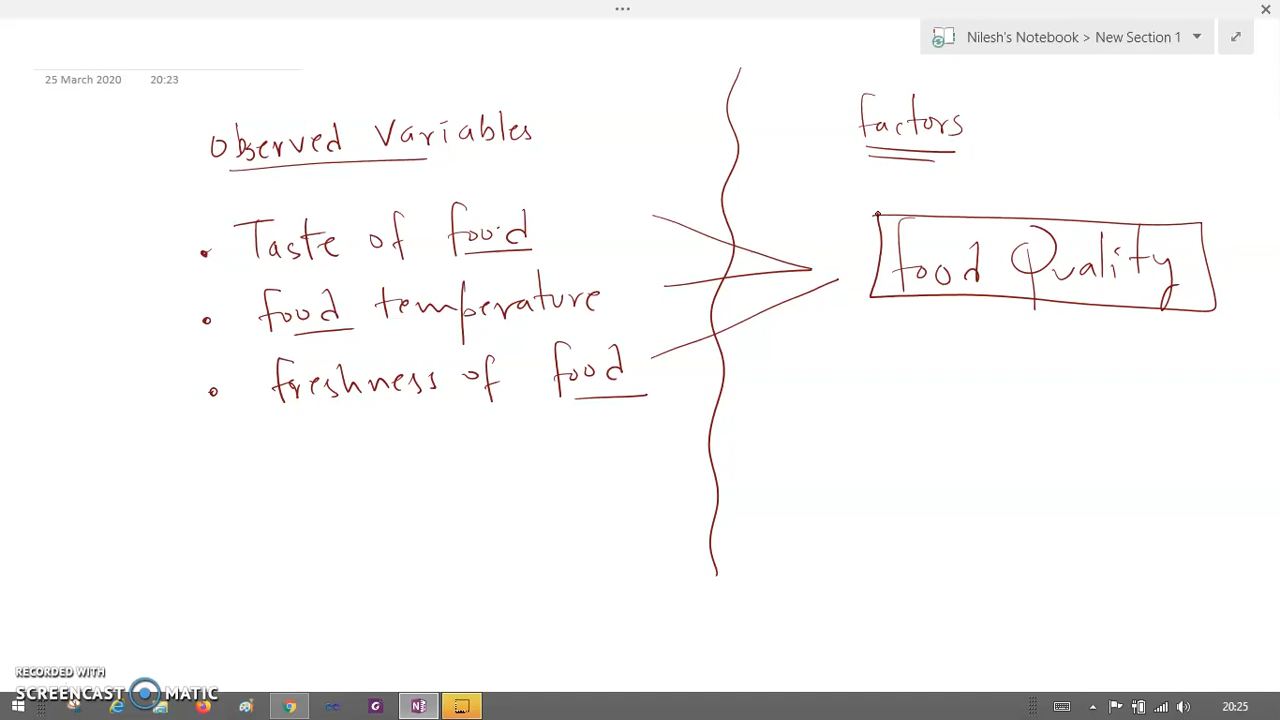 Nilesh's Notebook > New Section 1
25 March 2020 20:23
Observed Variables
factors
• Taste of food
• food temperature
• freshness of food
food Quality
RECORDED WITH
SCREENCAST MATIC
20:25